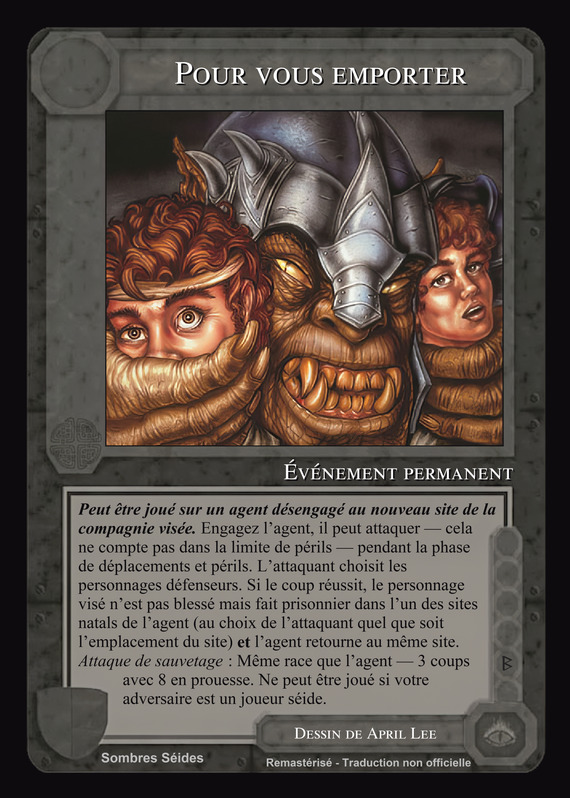 Pour vous emporter
Événement permanent
Peut être joué sur un agent désengagé au nouveau site de la
compagnie visée. Engagez l’agent, il peut attaquer — cela
ne compte pas dans la limite de périls — pendant la phase
de déplacements et périls. L’attaquant choisit les
personnages défenseurs. Si le coup réussit, le personnage
visé n’est pas blessé mais fait prisonnier dans l’un des sites
natals de l’agent (au choix de l’attaquant quel que soit
l’emplacement du site) et l’agent retourne au même site.
Attaque de sauvetage : Même race que l’agent — 3 coups
avec 8 en prouesse. Ne peut être joué si votre
adversaire est un joueur séide.
Dessin de April Lee
Sombres Séides
Remastérisé - Traduction non officielle